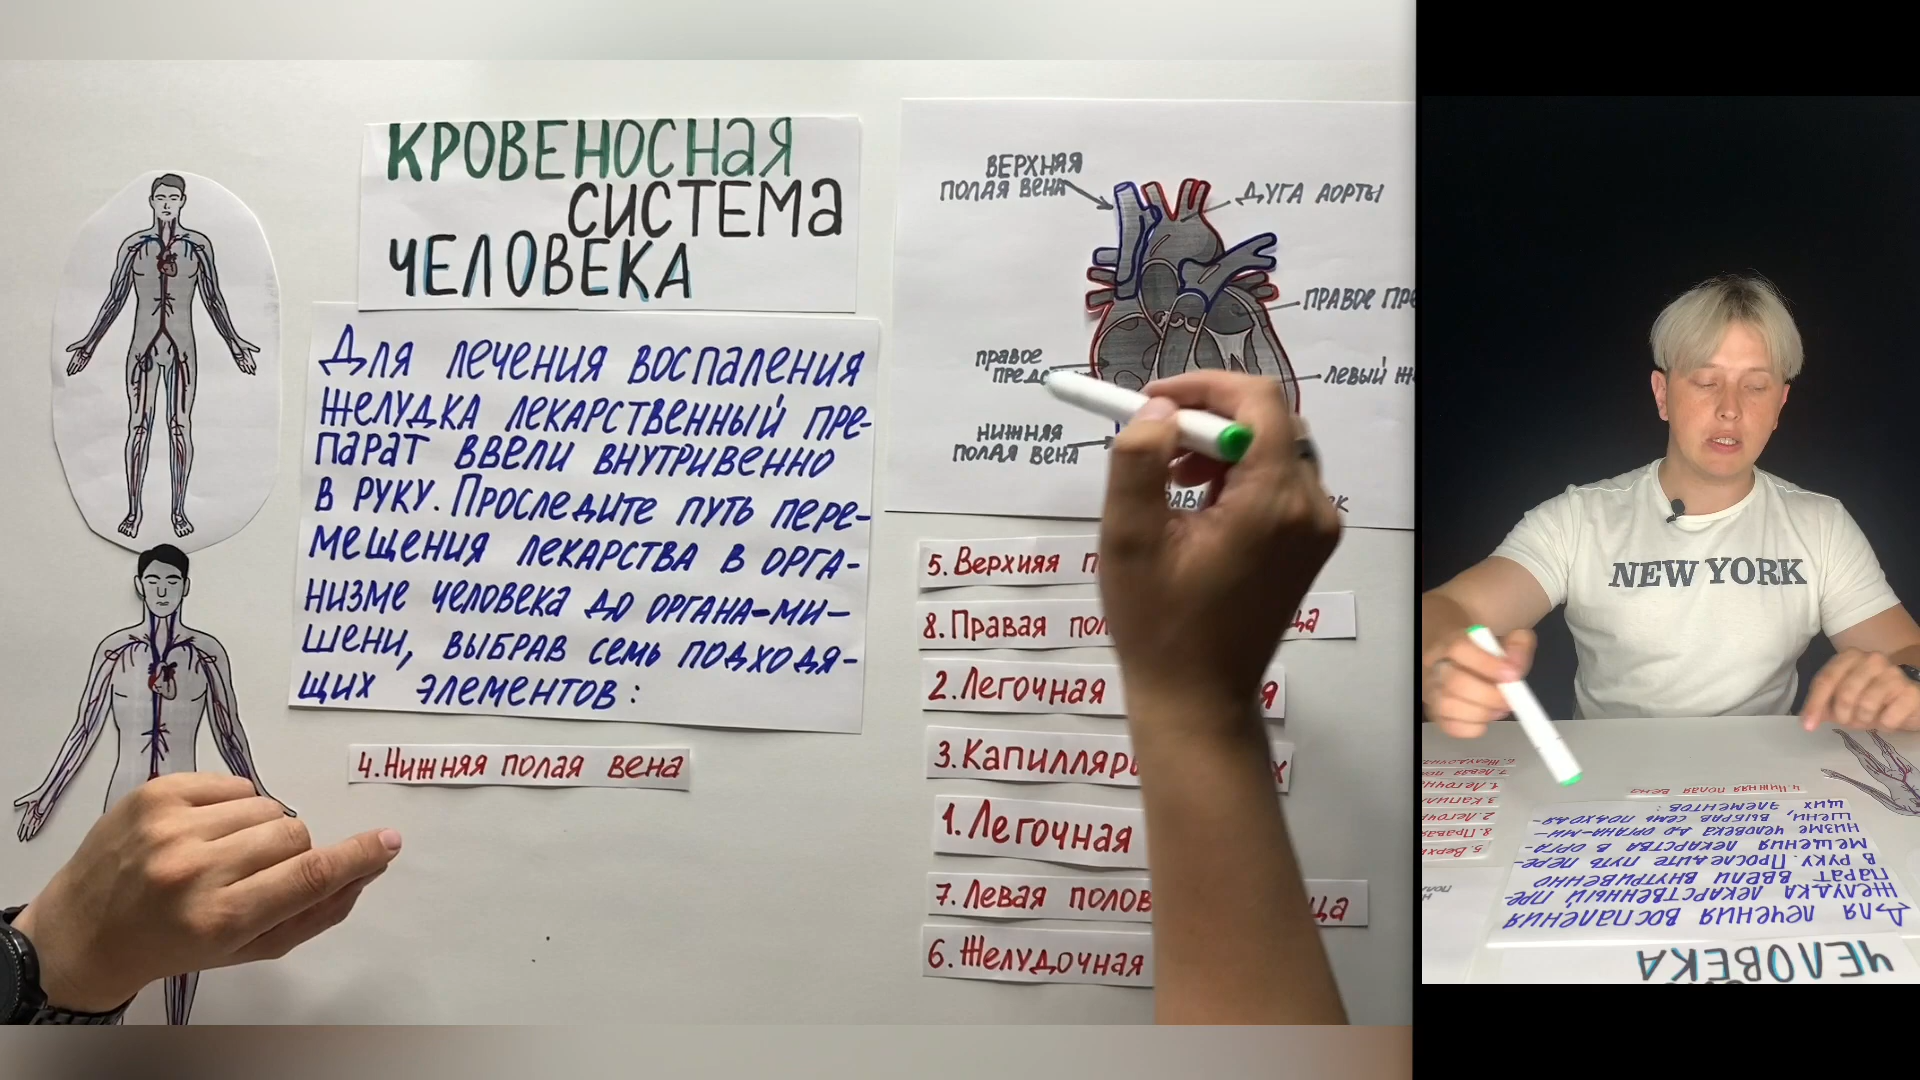 КРОВЕНОСНАЯ
СИСТЕМА
ЧЕЛОВЕКА
Для лечения воспаления
желудка лекарственный пре-
парат ввели внутривенно
в руку. Проследите путь пере-
мещения лекарства в орга-
низме человека до органа-ми-
шени, выбрав семь подходя-
щих элементов:
4. Нижняя полая вена
ВЕРХНЯЯ
ПОЛАЯ ВЕНА
ДУГА АОРТЫ
ПРАВОЕ
ЛЕВЫЙ
правое
НИЖНЯЯ
ПОЛАЯ ВЕНА
5. Верхняя
8. Правая
2. Легочная
3. Капилляры
1. Легочная
7. Левая
6. Желудочная
NEW YORK
ЧЕЛОВЕКА